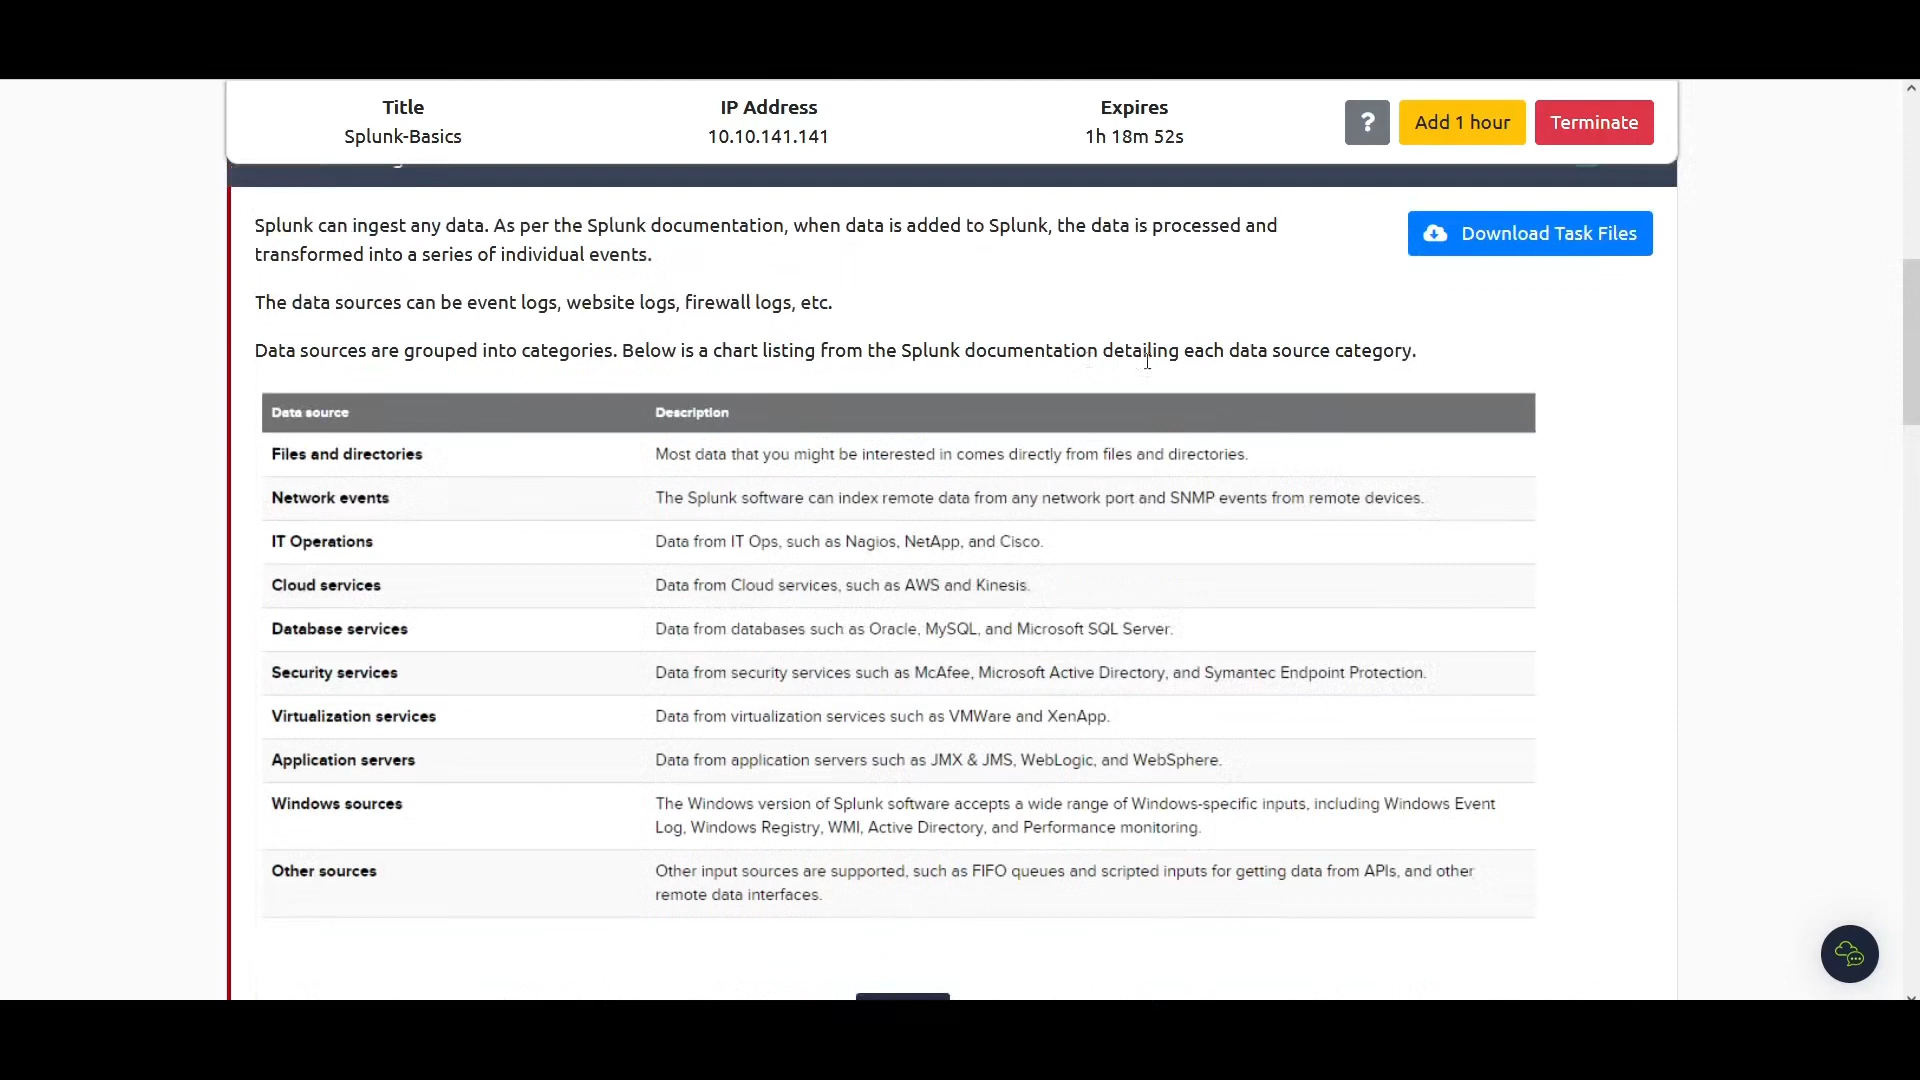 Title
IP Address
Expires
Splunk-Basics
10.10.141.141
1h 18m 52s
?
Add 1 hour
Terminate
Splunk can ingest any data. As per the Splunk documentation, when data is added to Splunk, the data is processed and
transformed into a series of individual events.
Download Task Files
The data sources can be event logs, website logs, firewall logs, etc.
Data sources are grouped into categories. Below is a chart listing from the Splunk documentation detailing each data source category.
Data source Description
Files and directories Most data that you might be interested in comes directly from files and directories.
Network events The Splunk software can index remote data from any network port and SNMP events from remote devices.
IT Operations Data from IT Ops, such as Nagios, NetApp, and Cisco.
Cloud services Data from Cloud services, such as AWS and Kinesis.
Database services Data from databases such as Oracle, MySQL, and Microsoft SQL Server.
Security services Data from security services such as McAfee, Microsoft Active Directory, and Symantec Endpoint Protection.
Virtualization services Data from virtualization services such as VMWare and XenApp.
Application servers Data from application servers such as JMX & JMS, WebLogic, and WebSphere.
Windows sources The Windows version of Splunk software accepts a wide range of Windows-specific inputs, including Windows Event
Log, Windows Registry, WMI, Active Directory, and Performance monitoring.
Other sources Other input sources are supported, such as FIFO queues and scripted inputs for getting data from APIs, and other
remote data interfaces.